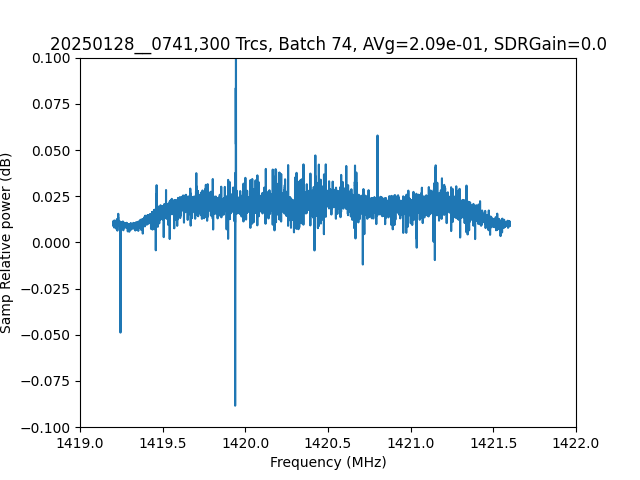 20250128__0741,300 Trcs, Batch 74, AVg=2.09e-01, SDRGain=0.0
0.100
0.075
0.050
0.025
0.000
−0.025
−0.050
−0.075
−0.100
Samp Relative power (dB)
1419.0 1419.5 1420.0 1420.5 1421.0 1421.5 1422.0
Frequency (MHz)